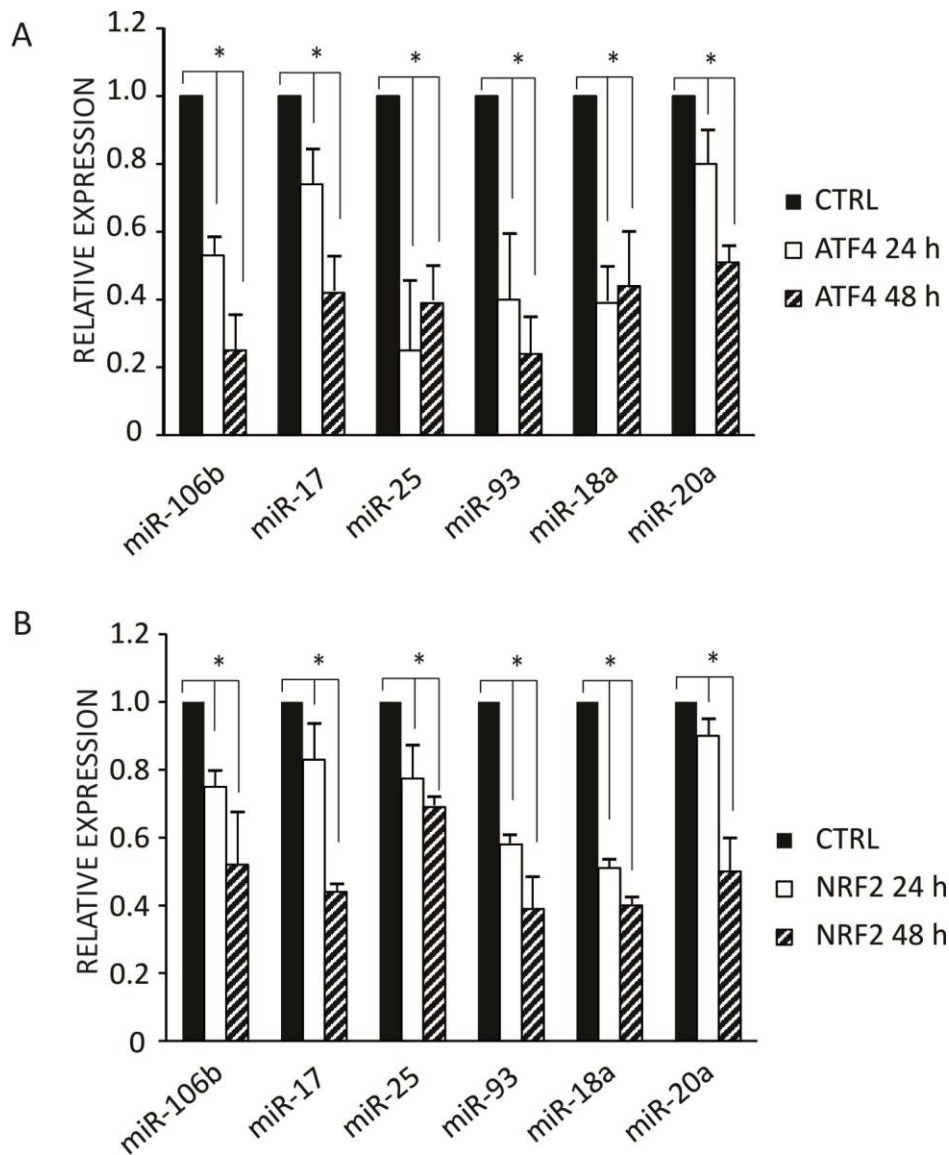 A
RELATIVE EXPRESSION
1.2
1.0
0.8
0.6
0.4
0.2
0
* * * * * *
miR-106b miR-17 miR-25 miR-93 miR-18a miR-20a
CTRL
ATF4 24 h
ATF4 48 h
B
RELATIVE EXPRESSION
1.2
1.0
0.8
0.6
0.4
0.2
0
* * * * * *
miR-106b miR-17 miR-25 miR-93 miR-18a miR-20a
CTRL
NRF2 24 h
NRF2 48 h